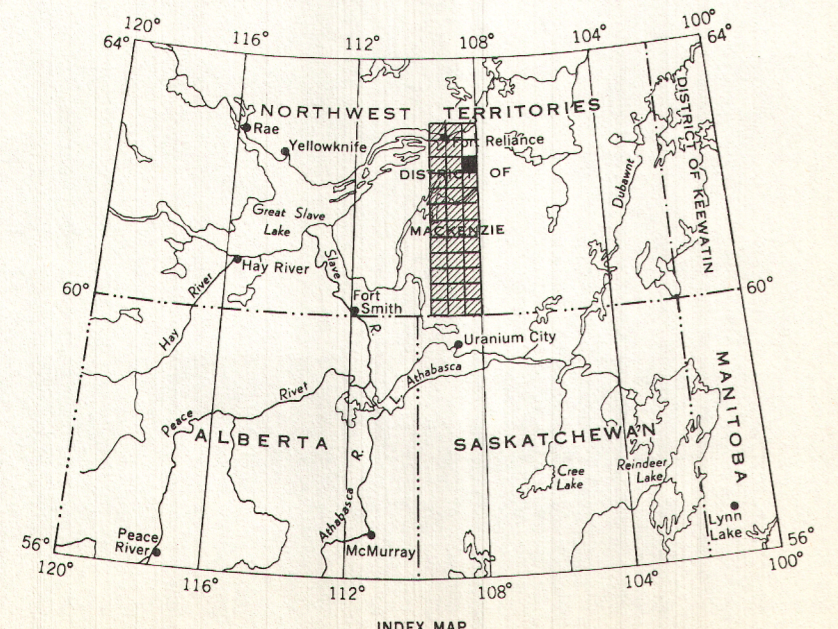 120°
116°
112°
108°
104°
100°
64°
64°
NORTHWEST TERRITORIES
Rae
Yellowknife
Fort Reliance
DISTRICT OF
MACKENZIE
DISTRICT OF KEEWATIN
Dubawnt R.
Great Slave
Lake
Hay River
Slave
R.
Hay River
Fort
Smith
60°
60°
Uranium City
L. Athabasca
Peace River
ALBERTA
SASKATCHEWAN
MANITOBA
Cree
Lake
Reindeer
Lake
Athabasca R.
Lynn
Lake
Peace
River
McMurray
56°
56°
120°
116°
112°
108°
104°
100°
INDEX MAP